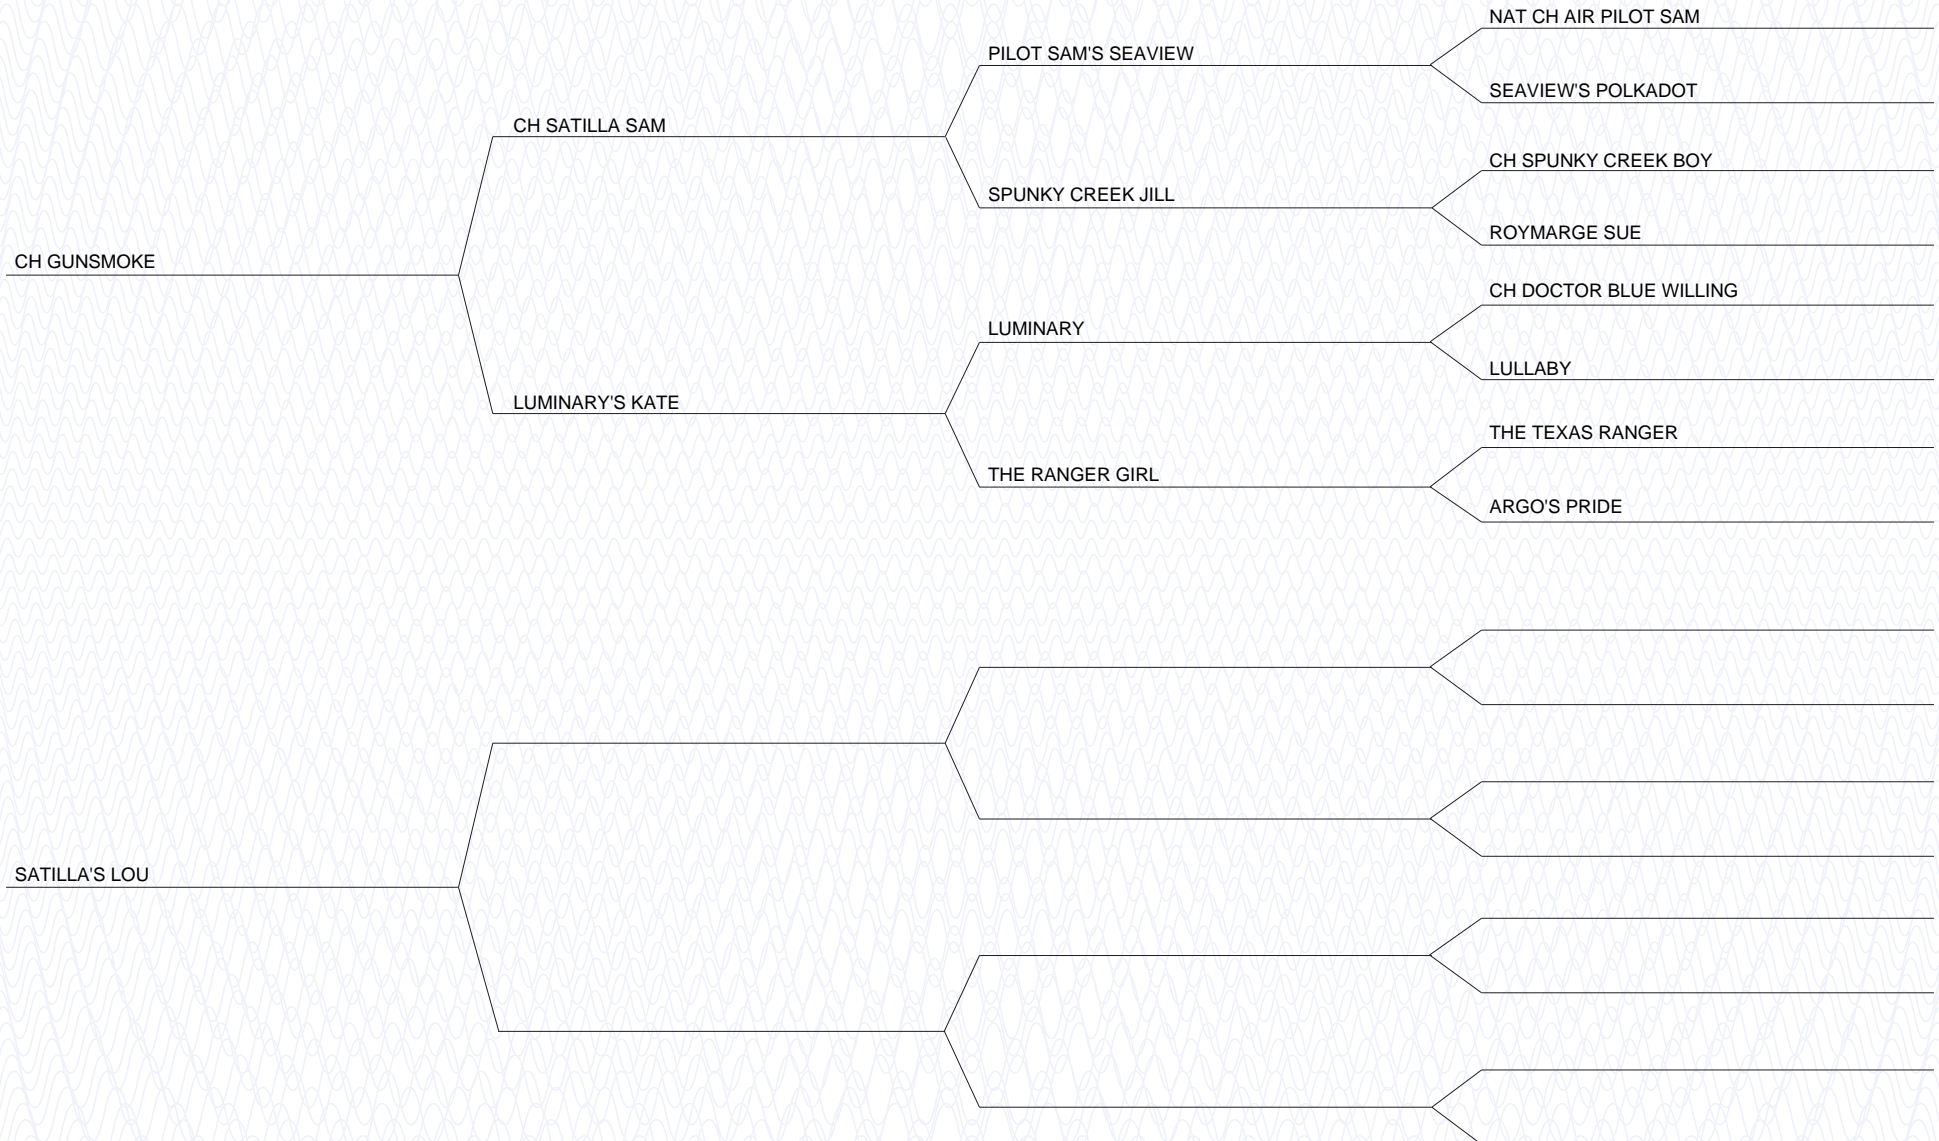 NAT CH AIR PILOT SAM
PILOT SAM'S SEAVIEW
SEAVIEW'S POLKADOT
CH SATILLA SAM
CH SPUNKY CREEK BOY
SPUNKY CREEK JILL
ROYMARGE SUE
CH GUNSMOKE
CH DOCTOR BLUE WILLING
LUMINARY
LULLABY
LUMINARY'S KATE
THE TEXAS RANGER
THE RANGER GIRL
ARGO'S PRIDE
SATILLA'S LOU